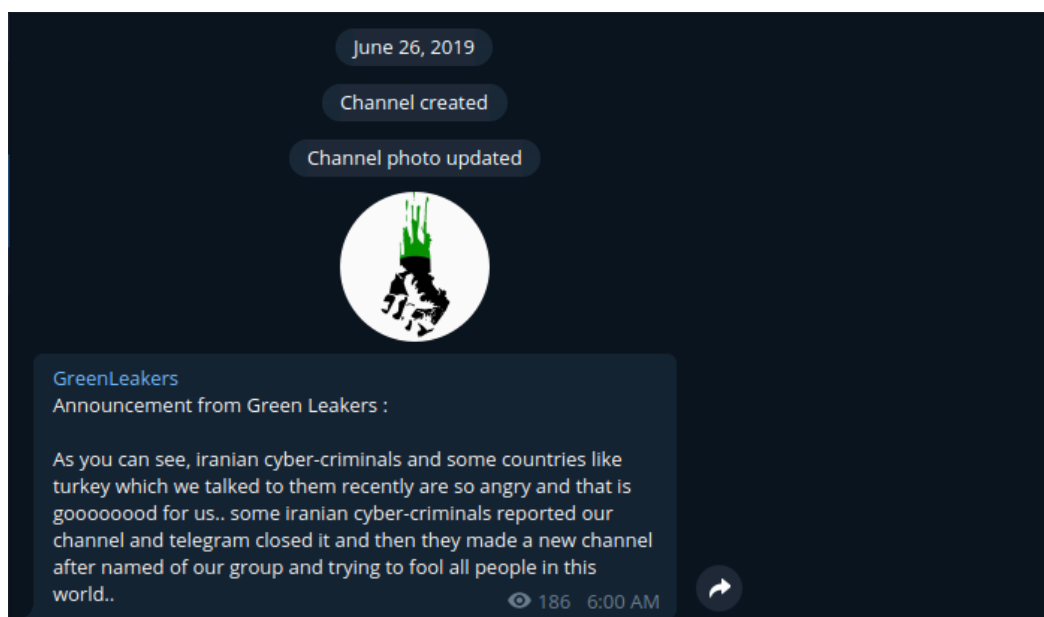 June 26, 2019
Channel created
Channel photo updated
GreenLeakers
Announcement from Green Leakers :
As you can see, iranian cyber-criminals and some countries like
turkey which we talked to them recently are so angry and that is
goooooood for us.. some iranian cyber-criminals reported our
channel and telegram closed it and then they made a new channel
after named of our group and trying to fool all people in this
world..
186 6:00 AM